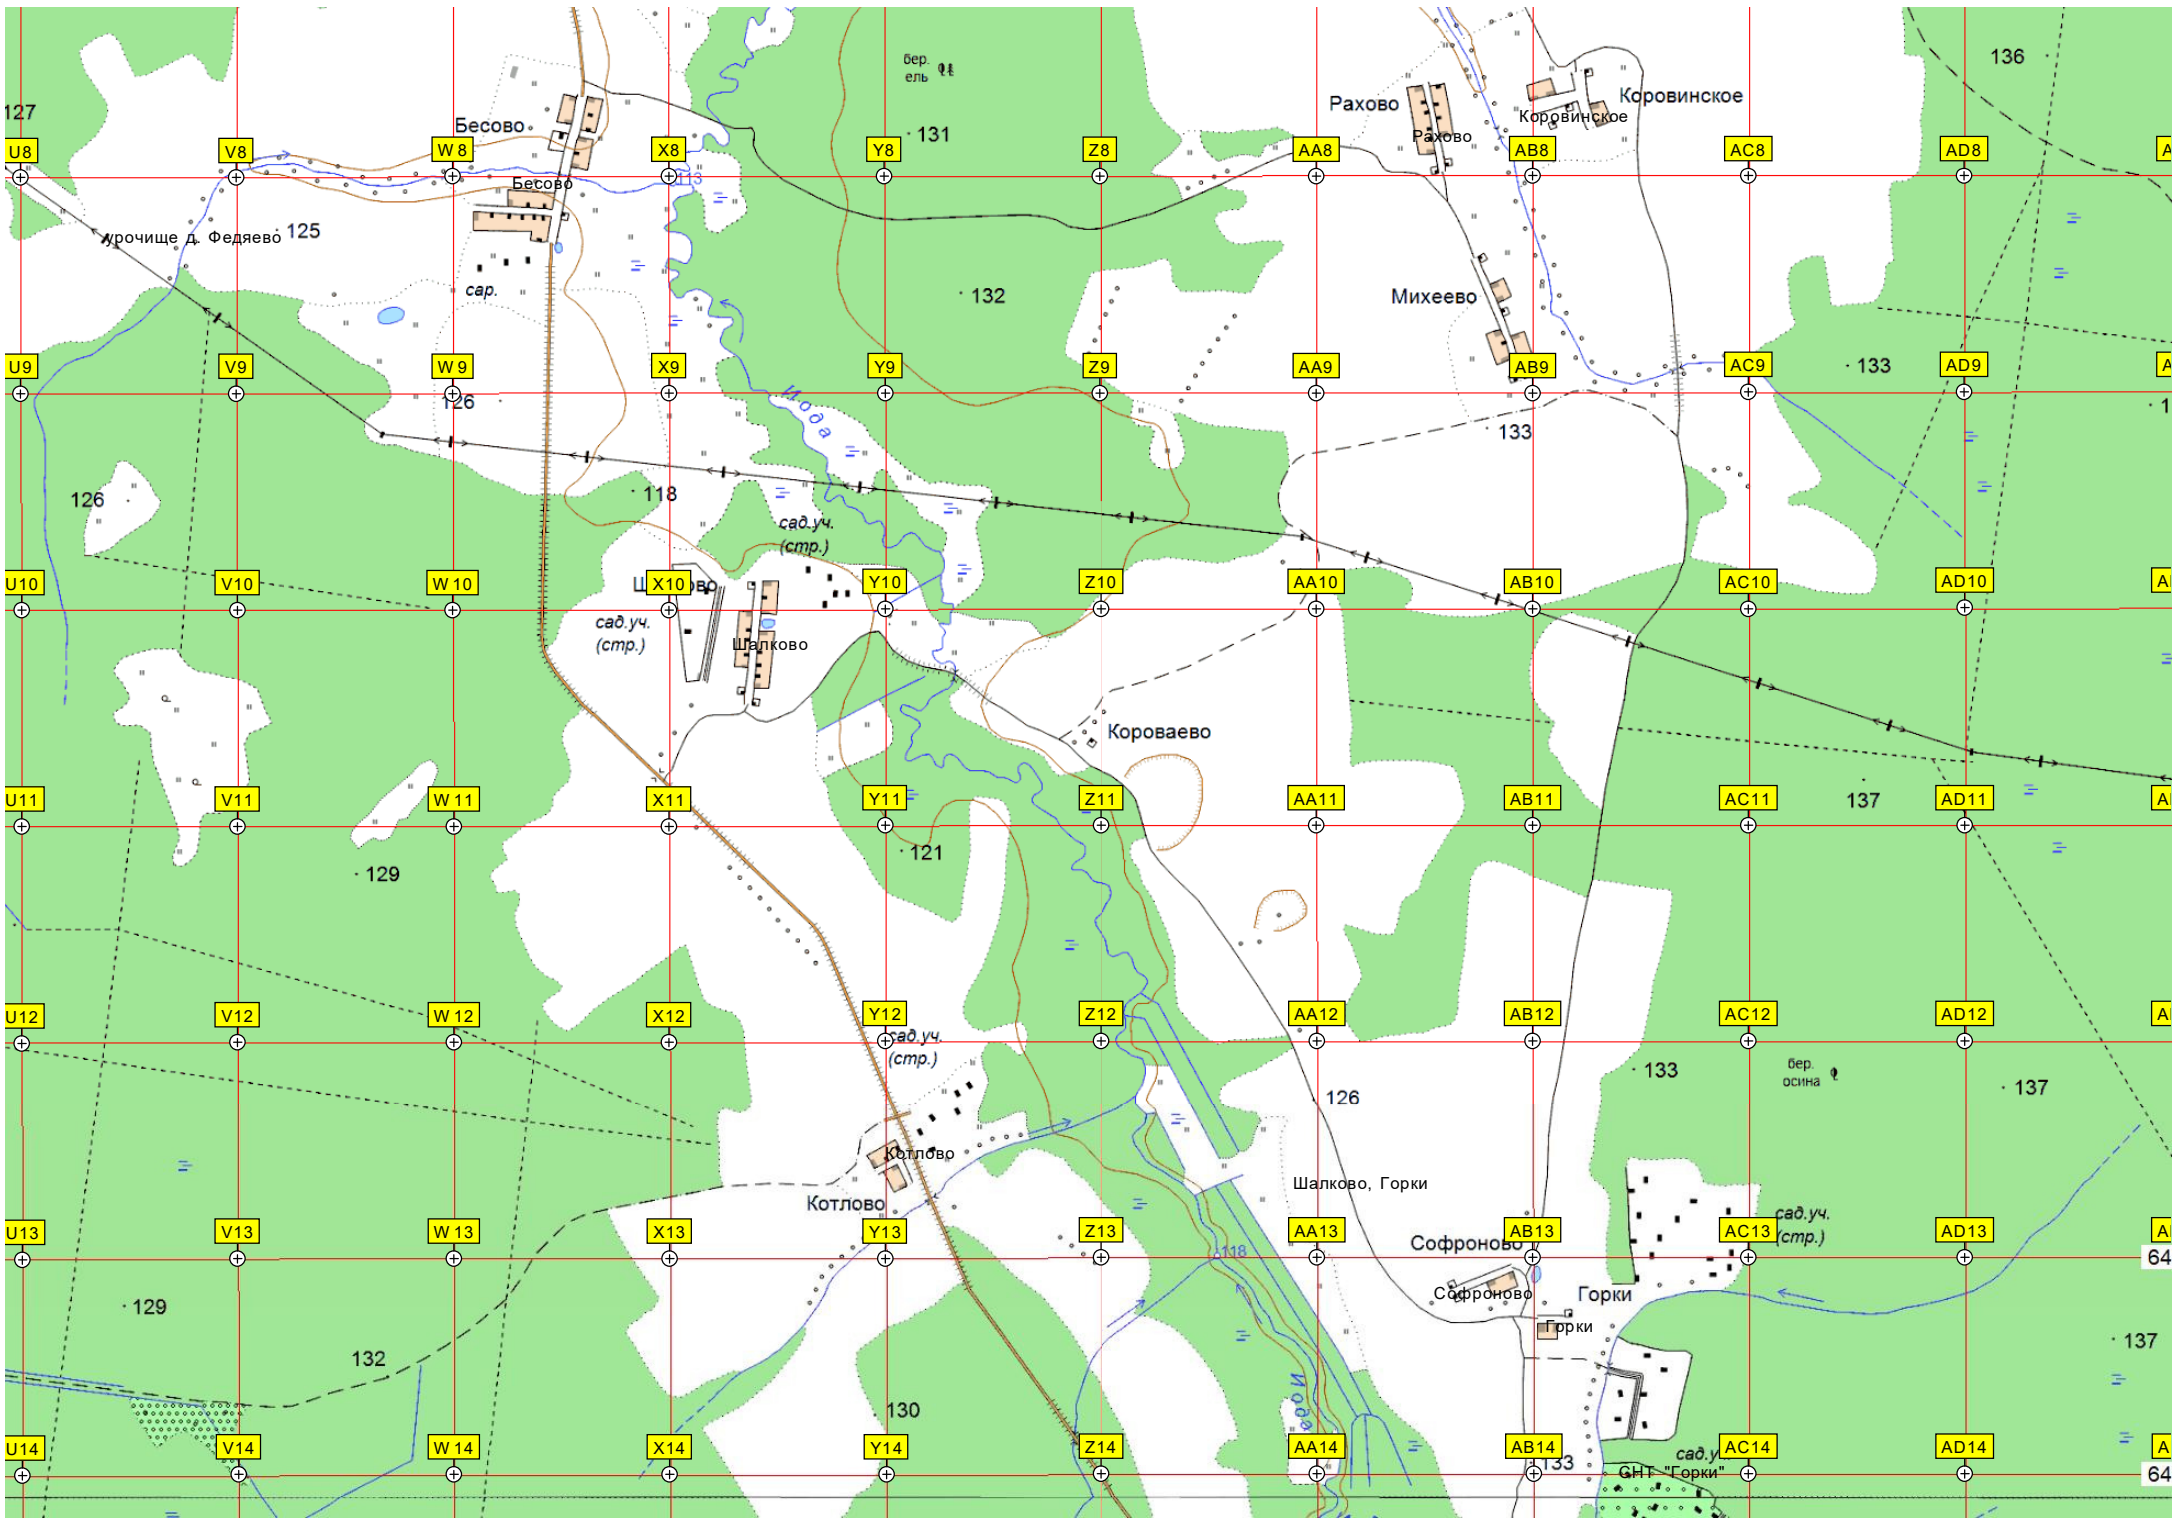 136
бер.
ель
Рахово
Коровинское
127
Бесово
131
Коровинское
Рахово
U8
V8
W8
X8
Y8
Z8
AA8
AB8
AC8
AD8
Бесово
113
урочище д. Федяево
125
сар.
132
Михеево
U9
V9
W9
X9
Y9
Z9
AA9
AB9
AC9
133
AD9
126
Иода
133
126
118
сад.уч.
(стр.)
U10
V10
W10
X10
Y10
Z10
AA10
AB10
AC10
AD10
сад.уч.
(стр.)
Шалково
Короваево
U11
V11
W11
X11
Y11
Z11
AA11
AB11
AC11
137
AD11
121
129
U12
V12
W12
X12
Y12
Z12
AA12
AB12
AC12
AD12
сад.уч.
(стр.)
133
бер.
осина
137
126
Котлово
Шалково, Горки
Котлово
U13
V13
W13
X13
Y13
Z13
AA13
AB13
AC13
AD13
сад.уч.
(стр.)
Софроново
118
64
Софроново
Горки
129
Горки
137
132
Иода
130
U14
V14
W14
X14
Y14
Z14
AA14
AB14
AC14
AD14
133
СНТ "Горки"
64